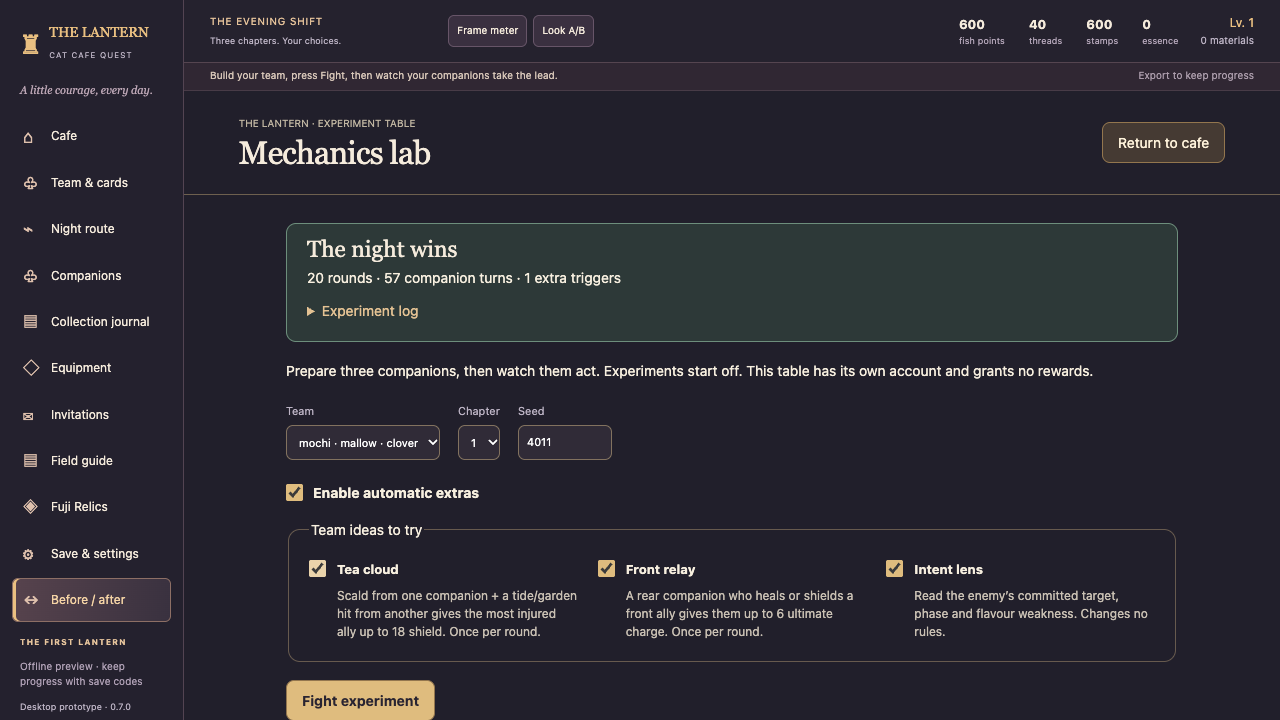 THE LANTERN
CAT CAFE QUEST
A little courage, every day.
Cafe
Team & cards
Night route
Companions
Collection journal
Equipment
Invitations
Field guide
Fuji Relics
Save & settings
Before / after
THE FIRST LANTERN
Offline preview · keep
progress with save codes
Desktop prototype · 0.7.0
THE EVENING SHIFT
Three chapters. Your choices.
Frame meter
Look A/B
600
fish points
40
threads
600
stamps
0
essence
Lv. 1
0 materials
Build your team, press Fight, then watch your companions take the lead.
Export to keep progress
THE LANTERN · EXPERIMENT TABLE
Mechanics lab
Return to cafe
The night wins
20 rounds · 57 companion turns · 1 extra triggers
Experiment log
Prepare three companions, then watch them act. Experiments start off. This table has its own account and grants no rewards.
Team
mochi · mallow · clover
Chapter
1
Seed
4011
Enable automatic extras
Team ideas to try
Tea cloud
Scald from one companion + a tide/garden
hit from another gives the most injured
ally up to 18 shield. Once per round.
Front relay
A rear companion who heals or shields a
front ally gives them up to 6 ultimate
charge. Once per round.
Intent lens
Read the enemy’s committed target,
phase and flavour weakness. Changes no
rules.
Fight experiment